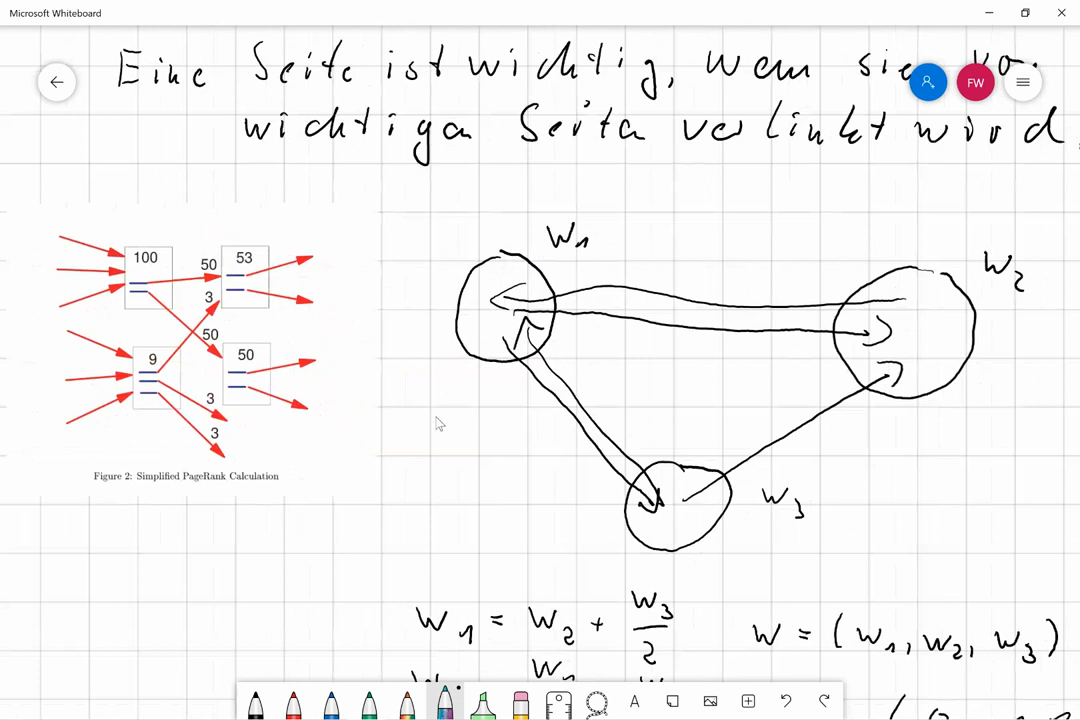 Microsoft Whiteboard
Eine Seite ist wichtig, wenn sie
FW
wichtigen Seiten verlinkt wird.
100
50
53
3
50
9
50
3
3
Figure 2: Simplified PageRank Calculation
W1
W2
W3
W1 = W2 + W3/2
W = (W1, W2, W3)
W1
A